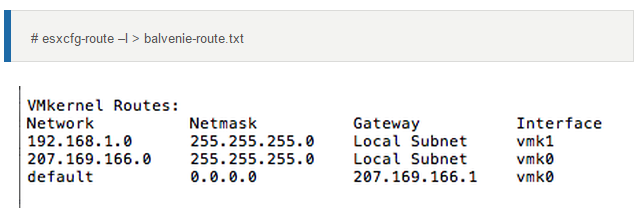 # esxcfg-route –l > balvenie-route.txt
VMkernel Routes:
Network Netmask Gateway Interface
192.168.1.0 255.255.255.0 Local Subnet vmk1
207.169.166.0 255.255.255.0 Local Subnet vmk0
default 0.0.0.0 207.169.166.1 vmk0